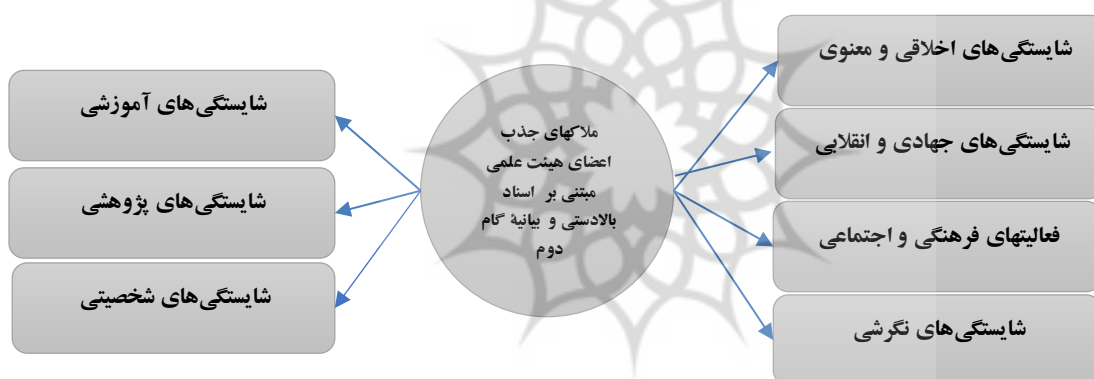 شایستگی‌های اخلاقی و معنوی
شایستگی‌های جهادی و انقلابی
فعالیتهای فرهنگی و اجتماعی
شایستگی‌های نگرشی
ملاکهای جذب
اعضای هیئت علمی
مبتنی بر اسناد
بالادستی و بیانیهٔ گام
دوم
شایستگی‌های آموزشی
شایستگی‌های پژوهشی
شایستگی‌های شخصیتی